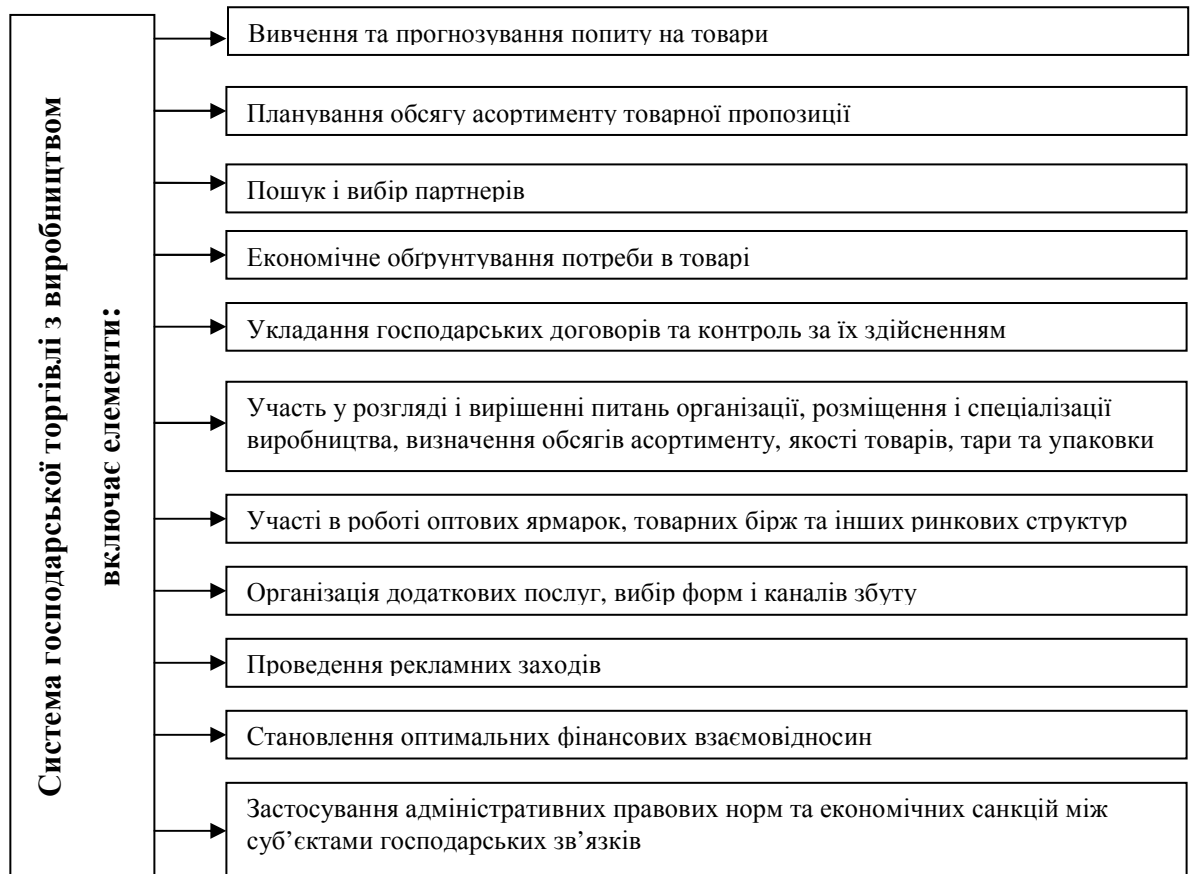 Система господарської торгівлі з виробництвом
включає елементи:
Вивчення та прогнозування попиту на товари
Планування обсягу асортименту товарної пропозиції
Пошук і вибір партнерів
Економічне обґрунтування потреби в товарі
Укладання господарських договорів та контроль за їх здійсненням
Участь у розгляді і вирішенні питань організації, розміщення і спеціалізації
виробництва, визначення обсягів асортименту, якості товарів, тари та упаковки
Участі в роботі оптових ярмарок, товарних бірж та інших ринкових структур
Організація додаткових послуг, вибір форм і каналів збуту
Проведення рекламних заходів
Становлення оптимальних фінансових взаємовідносин
Застосування адміністративних правових норм та економічних санкцій між
суб’єктами господарських зв’язків